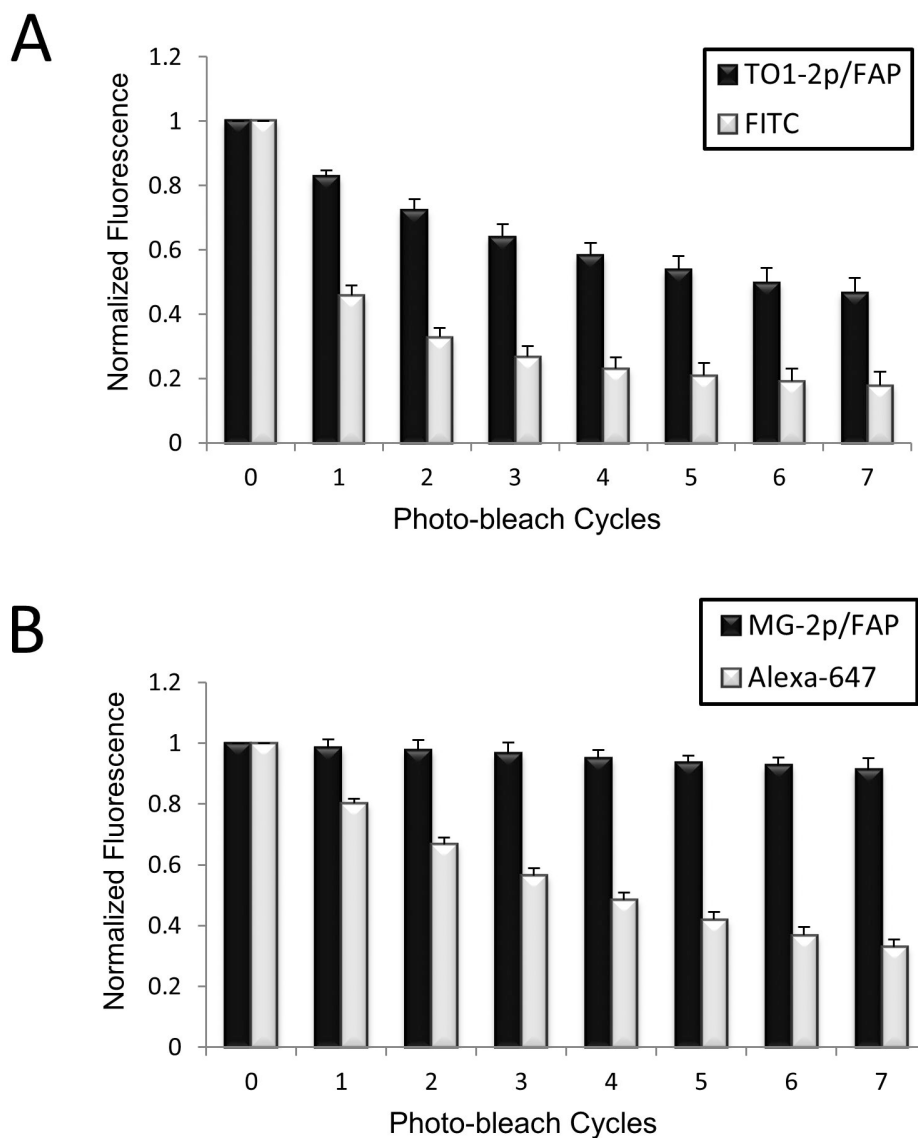 A
TO1-2p/FAP
FITC
Normalized Fluorescence
1.2
1
0.8
0.6
0.4
0.2
0
0 1 2 3 4 5 6 7
Photo-bleach Cycles
B
MG-2p/FAP
Alexa-647
Normalized Fluorescence
1.2
1
0.8
0.6
0.4
0.2
0
0 1 2 3 4 5 6 7
Photo-bleach Cycles